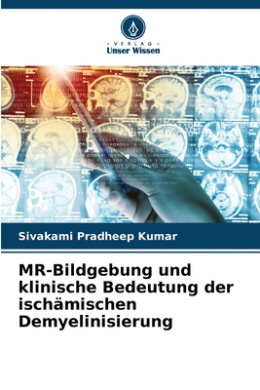 VERLAG
Unser Wissen
Sivakami Pradheep Kumar
MR-Bildgebung und
klinische Bedeutung der
ischämischen
Demyelinisierung